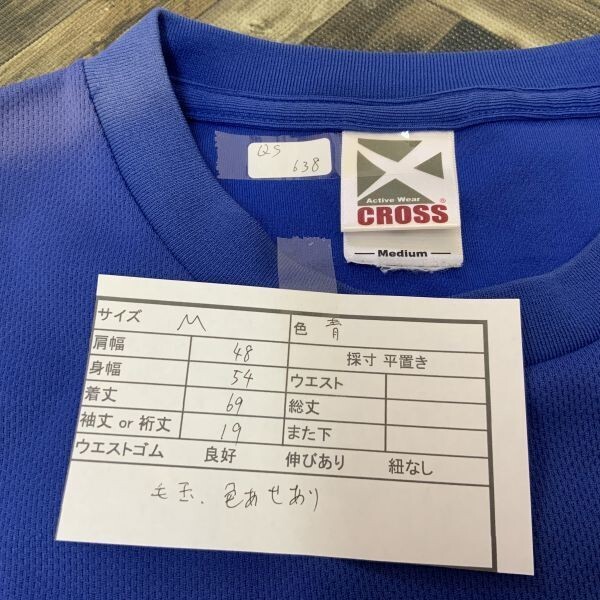 QS
638
Active Wear
CROSS®
Medium
サイズ M 色 青
肩幅 48 採寸 平置き
身幅 54 ウエスト
着丈 69 総丈
袖丈 or 裄丈 19 また下
ウエストゴム 良好 伸びあり 紐なし
毛玉、色あせあり